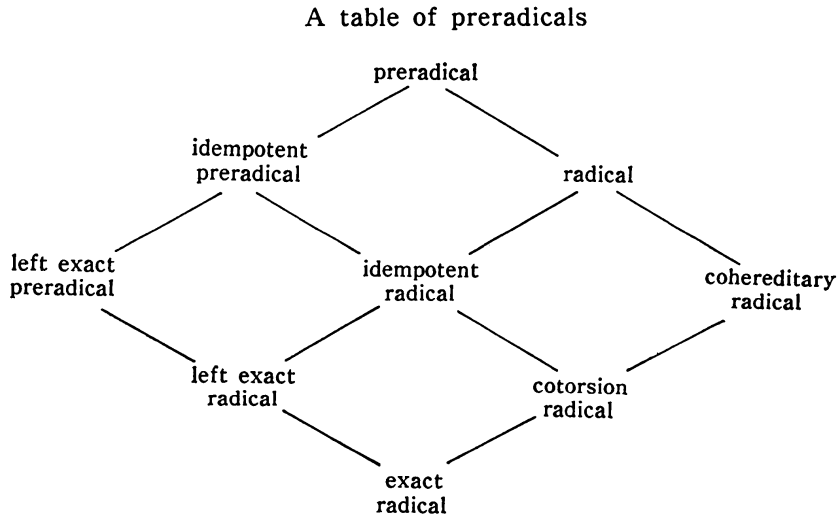 A table of preradicals
preradical
idempotent
preradical
radical
left exact
preradical
idempotent
radical
cohereditary
radical
left exact
radical
cotorsion
radical
exact
radical